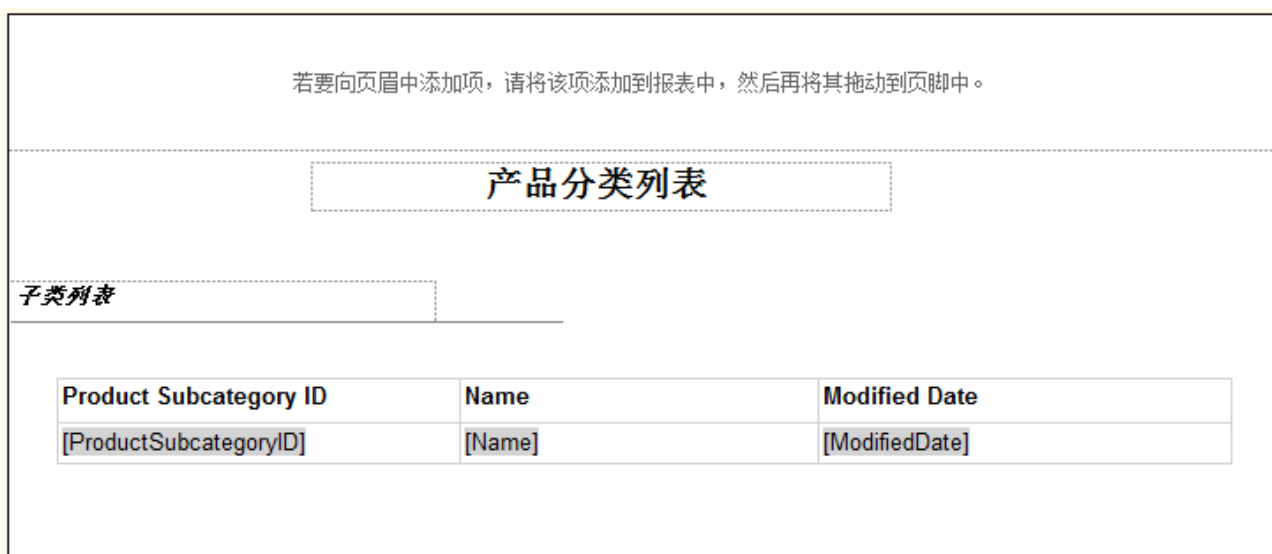 若要向页眉中添加项，请将该项添加到报表中，然后再将其拖动到页脚中。
产品分类列表
子类列表
Product Subcategory ID Name Modified Date
[ProductSubcategoryID] [Name] [ModifiedDate]